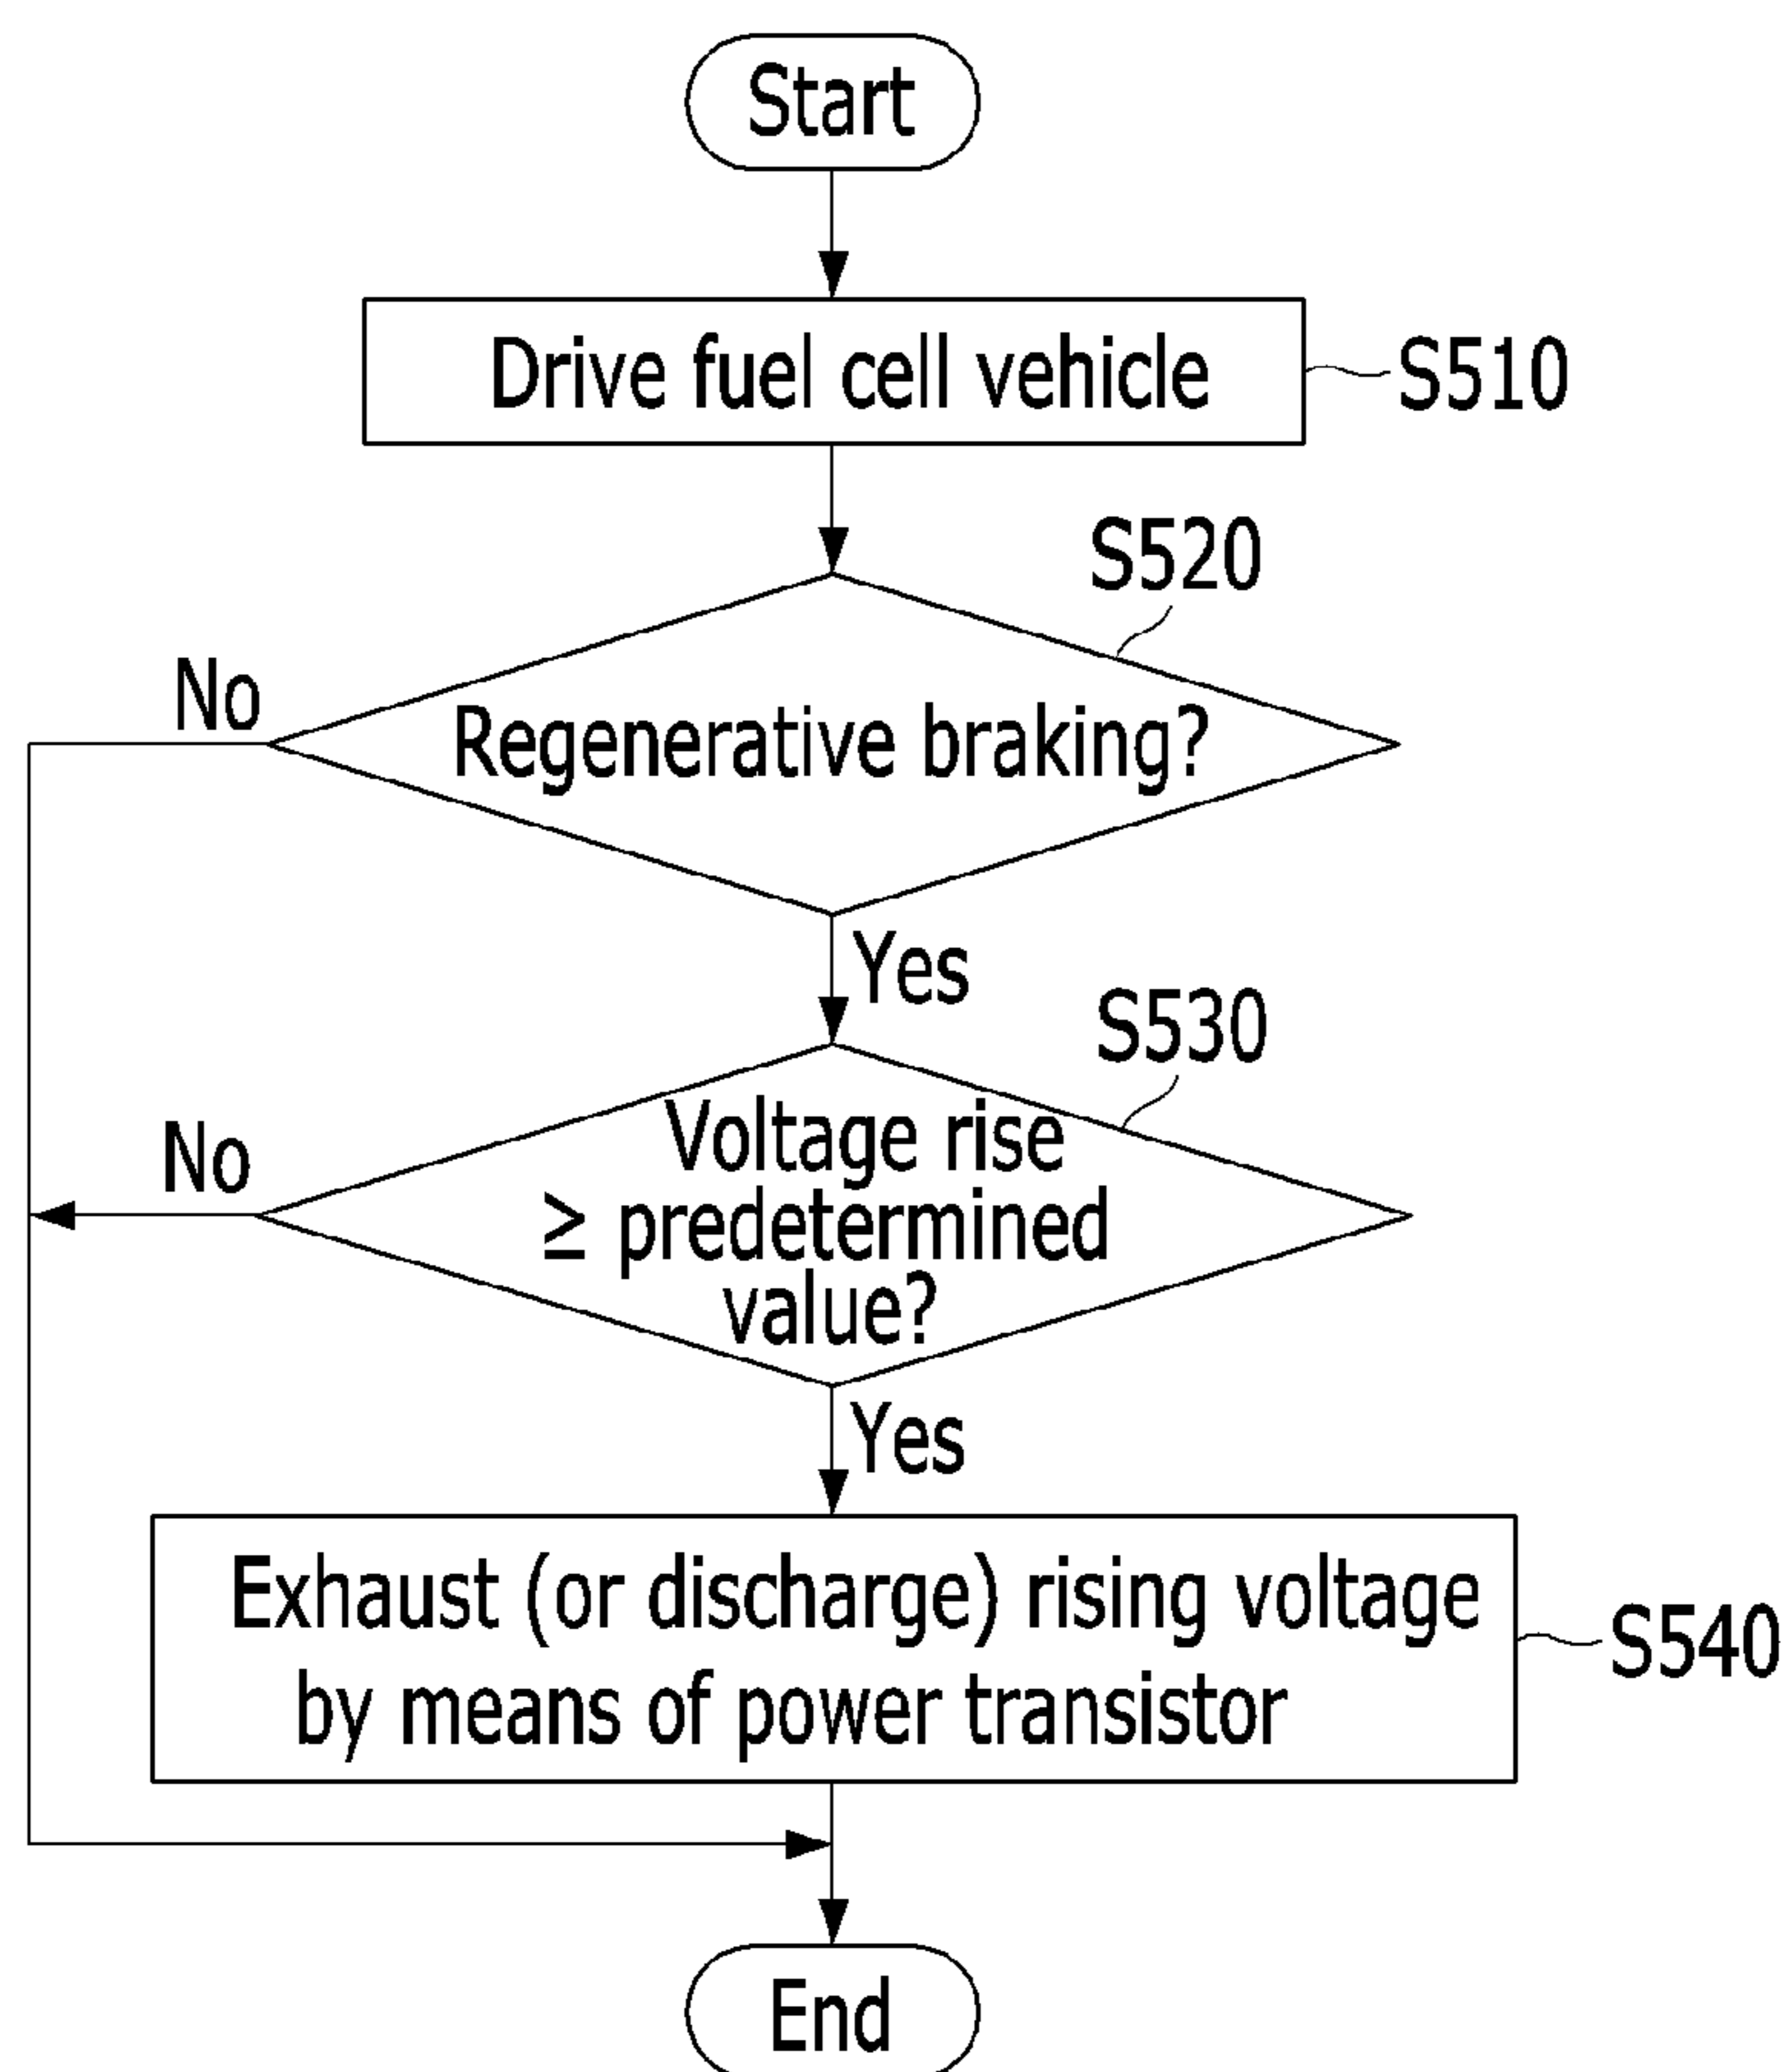 Start
Drive fuel cell vehicle
S510
S520
No
Regenerative braking?
Yes
S530
No
Voltage rise
≥ predetermined
value?
Yes
Exhaust (or discharge) rising voltage
by means of power transistor
S540
End